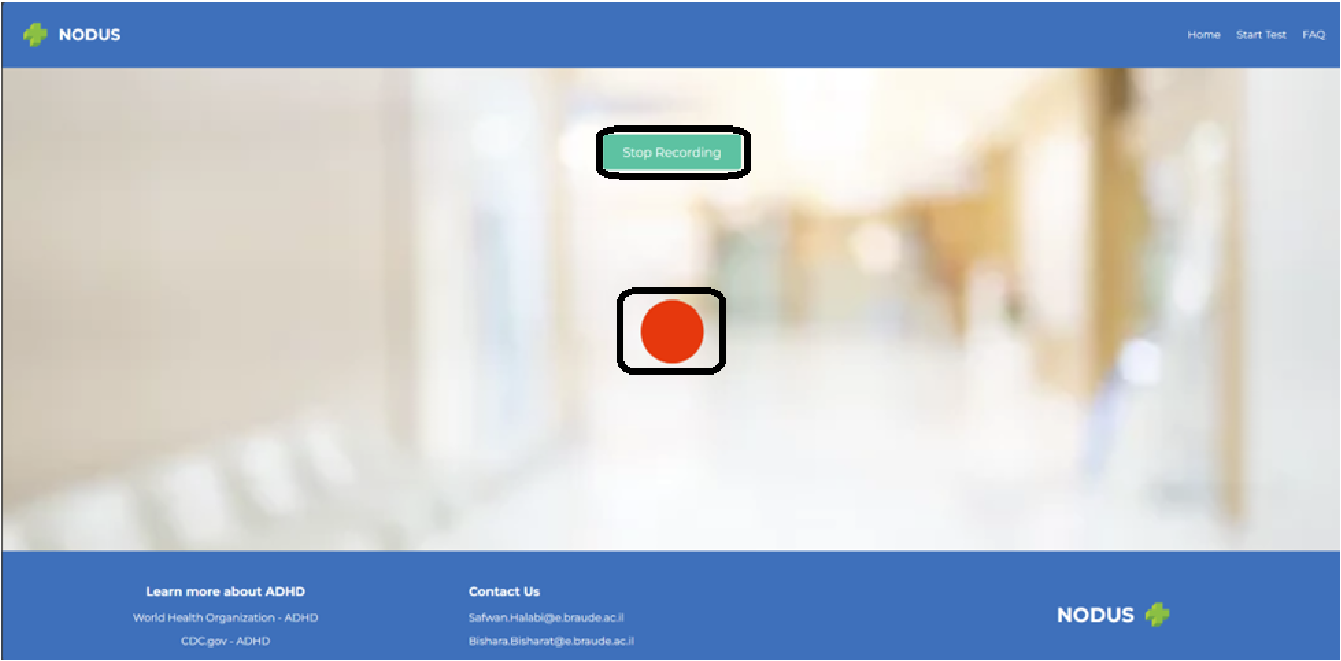 NODUS
Home Start Test FAQ
Stop Recording
Learn more about ADHD
World Health Organization - ADHD
CDC.gov - ADHD
Contact Us
Safwan.Halabi@e.braude.ac.il
Bishara.Bisharat@e.braude.ac.il
NODUS